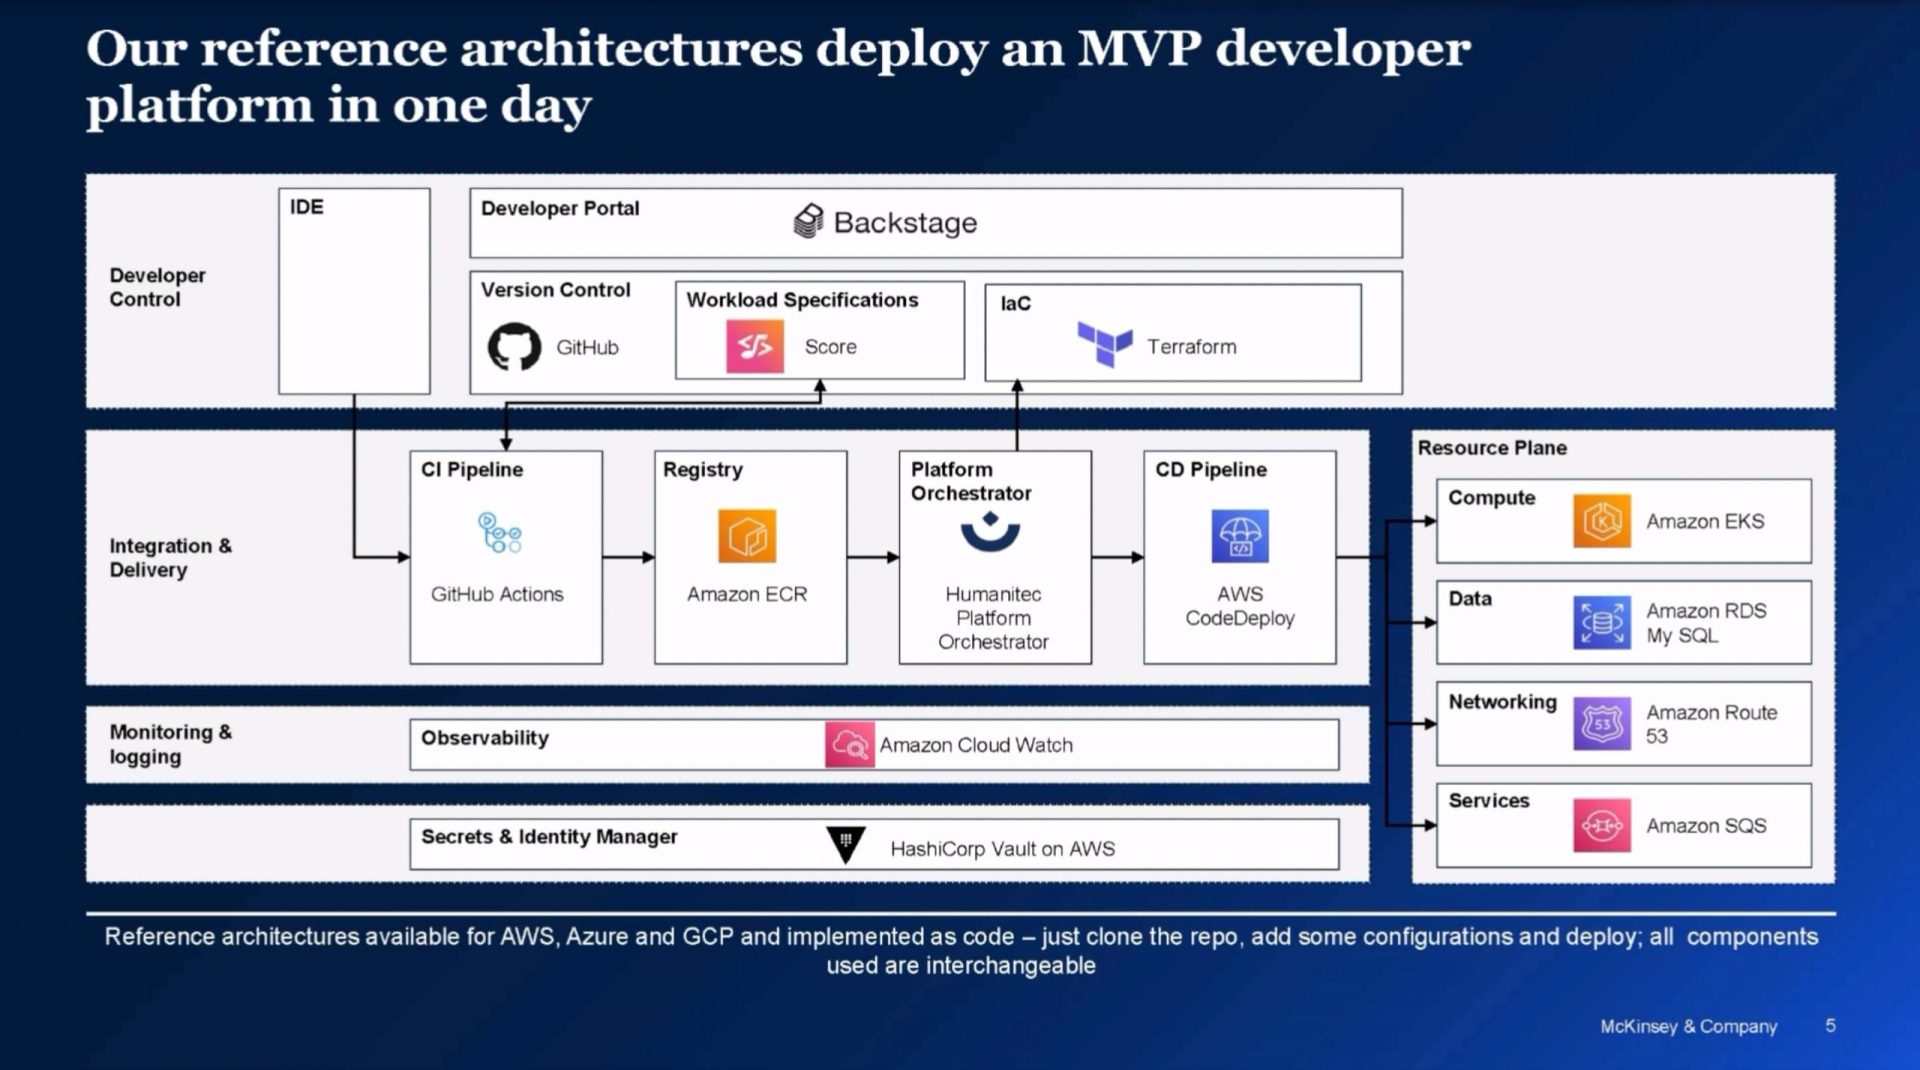 Our reference architectures deploy an MVP developer
platform in one day
Developer
Control
IDE
Developer Portal
Backstage
Version Control
GitHub
Workload Specifications
Score
IaC
Terraform
Integration &
Delivery
CI Pipeline
GitHub Actions
Registry
Amazon ECR
Platform
Orchestrator
Humanitec
Platform
Orchestrator
CD Pipeline
AWS
CodeDeploy
Resource Plane
Compute
K
Amazon EKS
Data
Amazon RDS
My SQL
Networking
53
Amazon Route
53
Services
Amazon SQS
Monitoring &
logging
Observability
Amazon Cloud Watch
Secrets & Identity Manager
HashiCorp Vault on AWS
Reference architectures available for AWS, Azure and GCP and implemented as code – just clone the repo, add some configurations and deploy; all components
used are interchangeable
McKinsey & Company
5